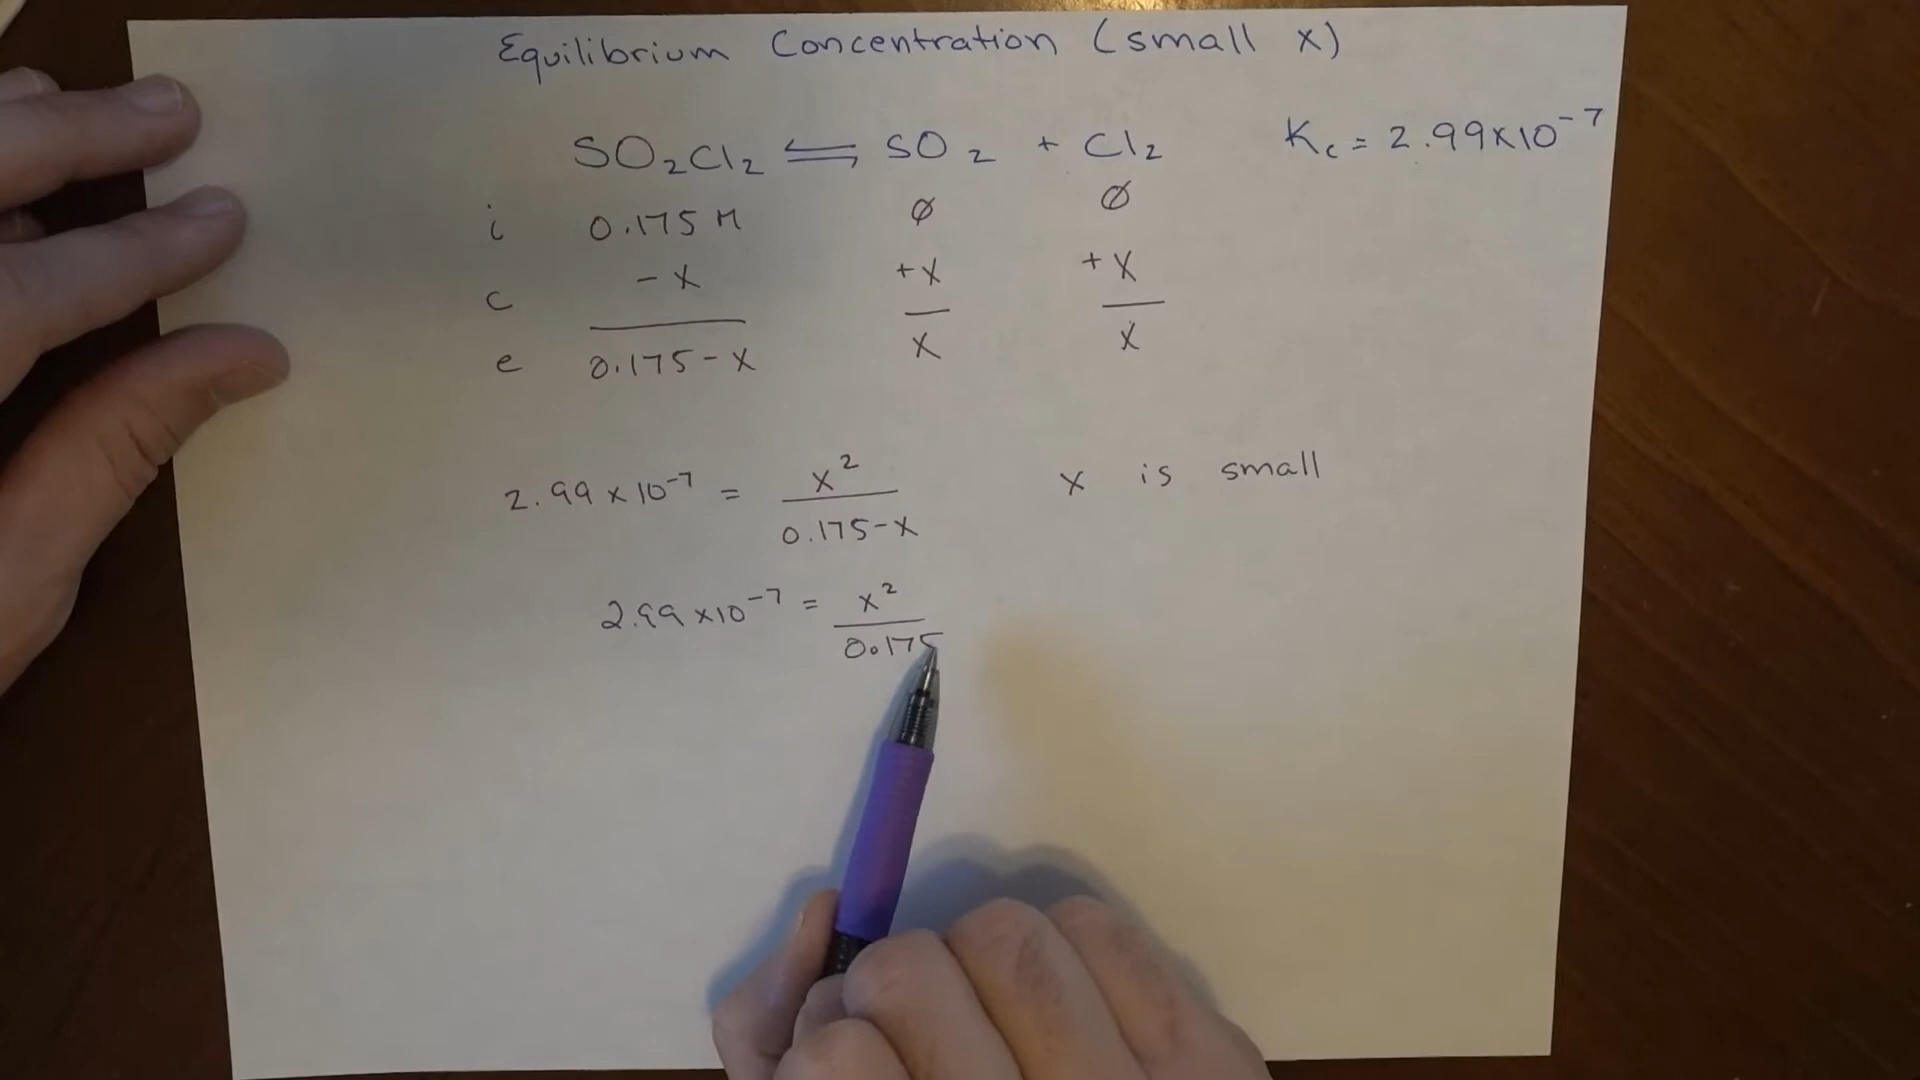 Equilibrium Concentration (small x)
SO₂Cl₂ ⇌ SO₂ + Cl₂ Kc = 2.99x10⁻⁷
i 0.175 M ∅ ∅
c -x +x +x
e 0.175-x x x
2.99 x 10⁻⁷ = x² / 0.175-x x is small
2.99 x10⁻⁷ = x² / 0.175